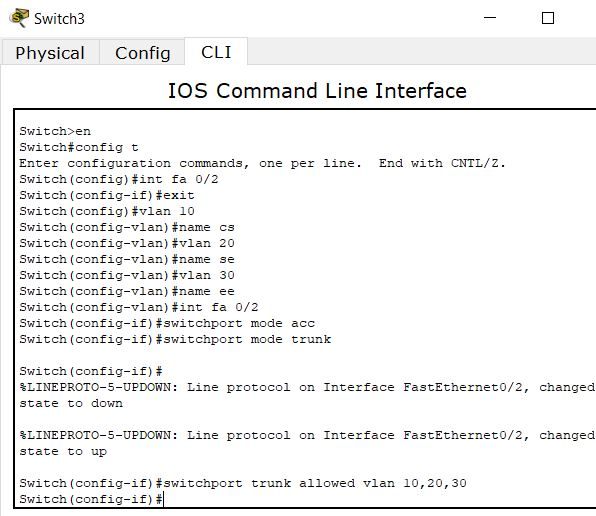 Switch3
Physical Config CLI
IOS Command Line Interface
Switch>en
Switch#config t
Enter configuration commands, one per line.  End with CNTL/Z.
Switch(config)#int fa 0/2
Switch(config-if)#exit
Switch(config)#vlan 10
Switch(config-vlan)#name cs
Switch(config-vlan)#vlan 20
Switch(config-vlan)#name se
Switch(config-vlan)#vlan 30
Switch(config-vlan)#name ee
Switch(config-vlan)#int fa 0/2
Switch(config-if)#switchport mode acc
Switch(config-if)#switchport mode trunk
Switch(config-if)#
%LINEPROTO-5-UPDOWN: Line protocol on Interface FastEthernet0/2, changed
state to down
%LINEPROTO-5-UPDOWN: Line protocol on Interface FastEthernet0/2, changed
state to up
Switch(config-if)#switchport trunk allowed vlan 10,20,30
Switch(config-if)#